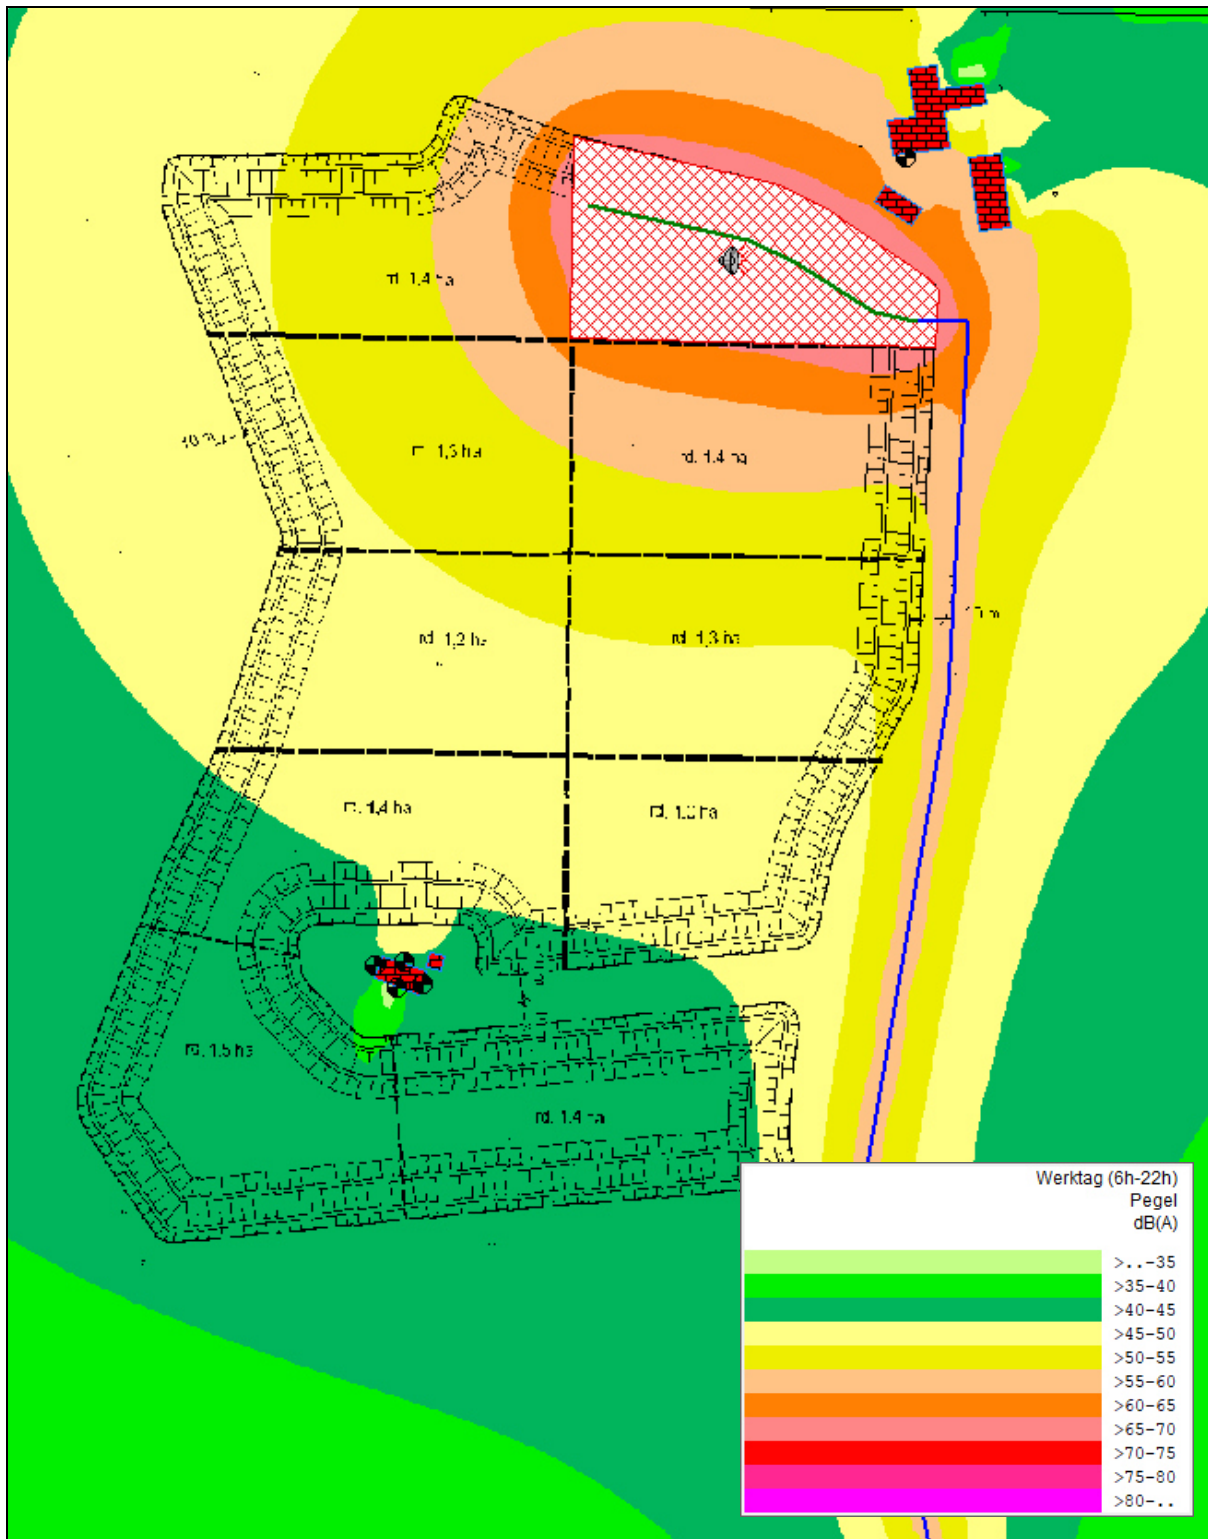 rd. 1,4 ha
1,3 ha
rd. 1,4 ha
rd. 1,2 ha
rd. 1,3 ha
1,4 ha
rd.
rd. 1.5 ha
rd. 1.4 ha
Werktag (6h-22h)
Pegel
dB(A)
>..-35
>35-40
>40-45
>45-50
>50-55
>55-60
>60-65
>65-70
>70-75
>75-80
>80-..